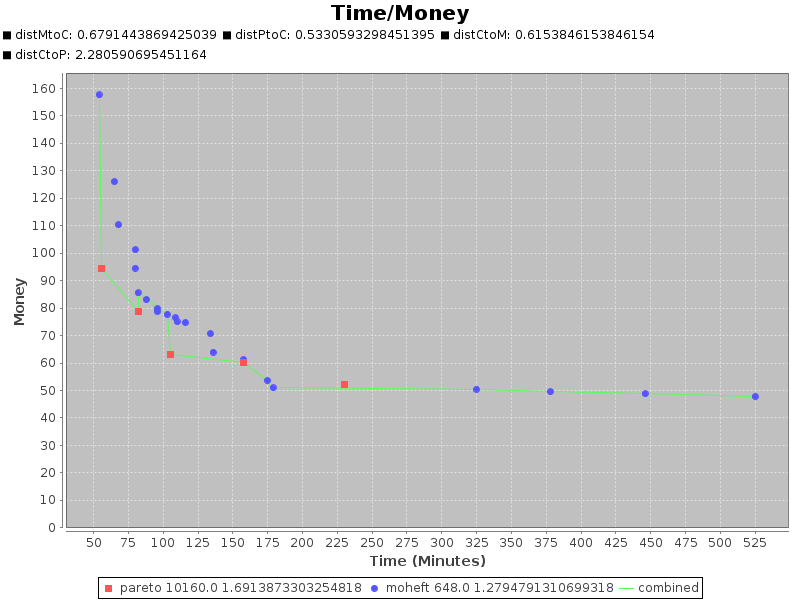 Time/Money
distMtoC: 0.6791443869425039 distPtoC: 0.5330593298451395 distCtoM: 0.6153846153846154
distCtoP: 2.280590695451164
160
150
140
130
120
110
100
90
80
70
60
50
40
30
20
10
0
Money
50 75 100 125 150 175 200 225 250 275 300 325 350 375 400 425 450 475 500 525
Time (Minutes)
pareto 10160.0 1.6913873303254818 moheft 648.0 1.2794791310699318 combined